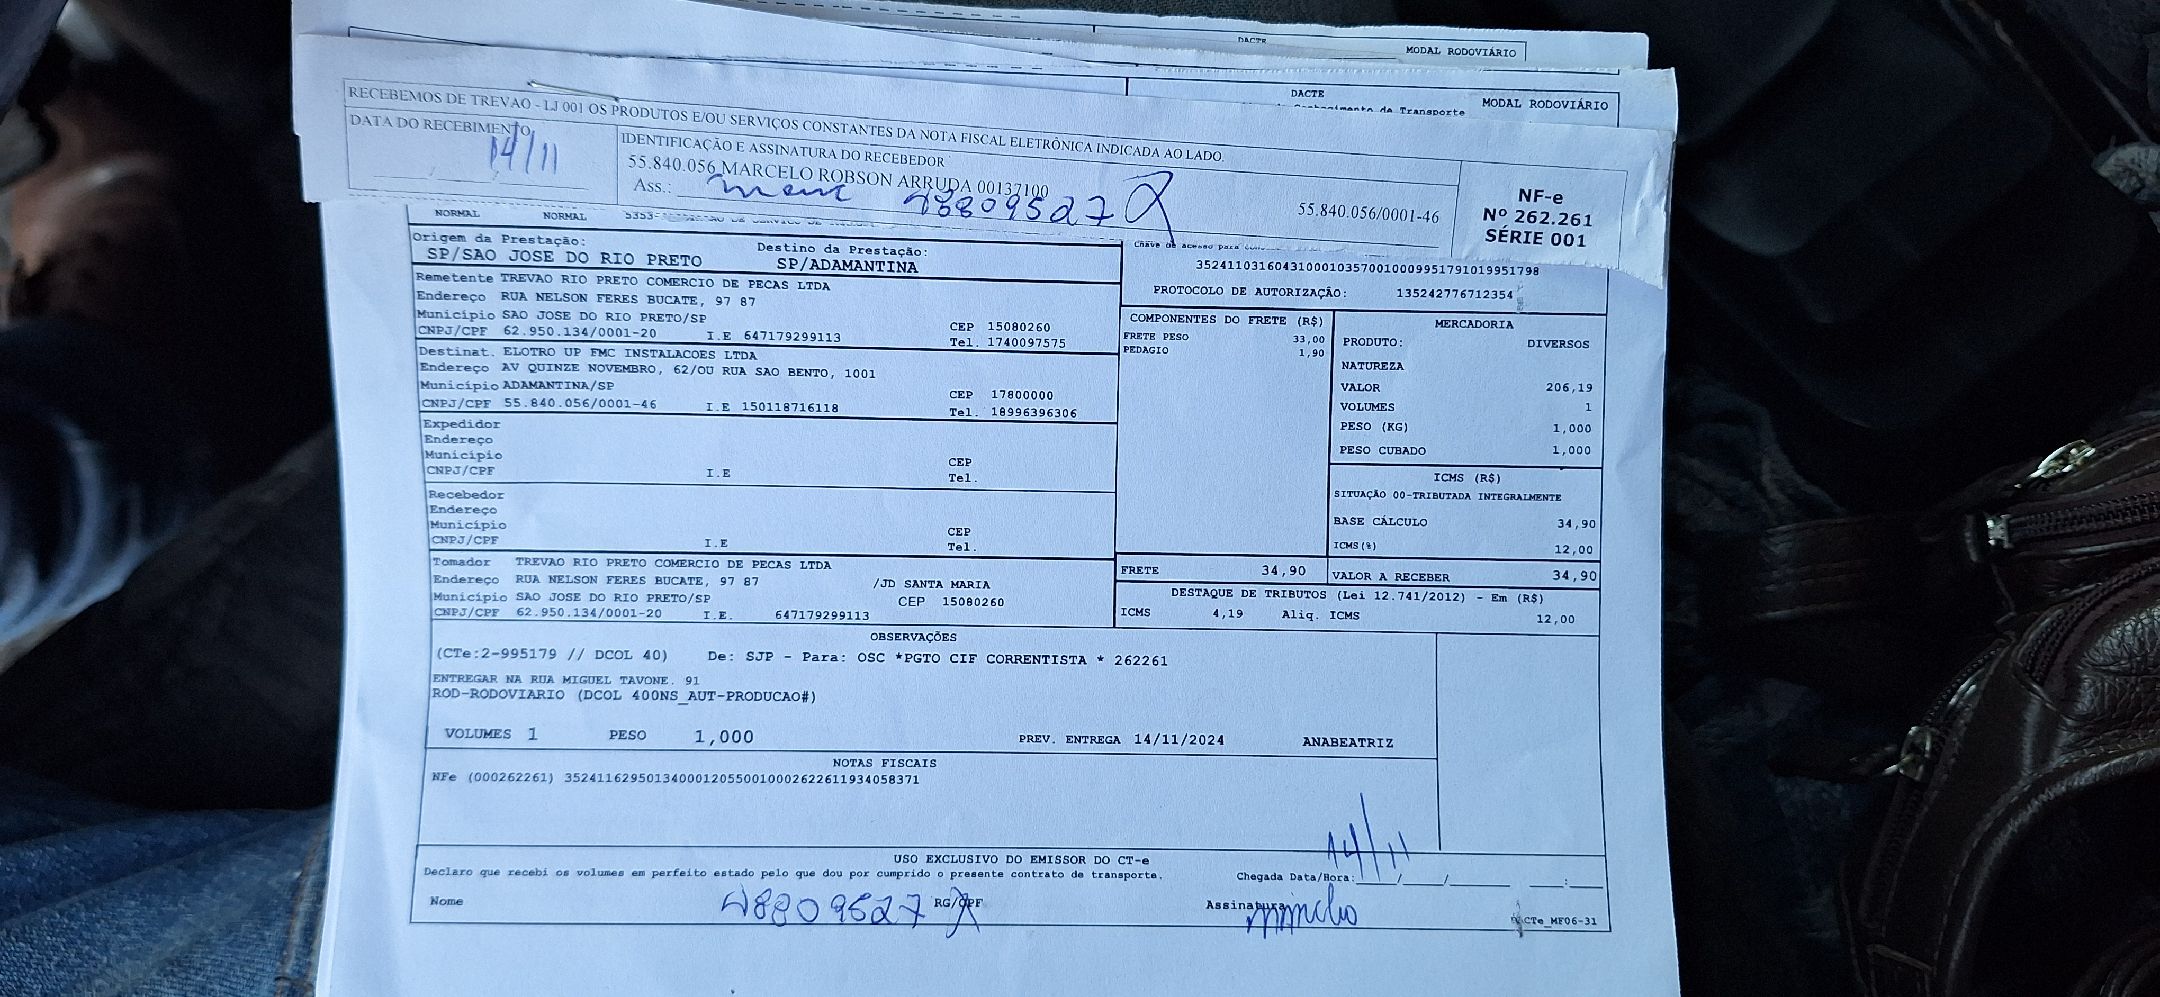 DACTE
MODAL RODOVIÁRIO
DACTE
MODAL RODOVIÁRIO
de Transporte
RECEBEMOS DE TREVAO - LJ 001 OS PRODUTOS E/OU SERVIÇOS CONSTANTES DA NOTA FISCAL ELETRÔNICA INDICADA AO LADO.
DATA DO RECEBIMENTO
14/11
IDENTIFICAÇÃO E ASSINATURA DO RECEBEDOR
55.840.056 MARCELO ROBSON ARRUDA 00137100
Ass.:
55.840.056/0001-46
NF-e
Nº 262.261
SÉRIE 001
NORMAL NORMAL 5353-
Origem da Prestação: Destino da Prestação:
SP/SAO JOSE DO RIO PRETO SP/ADAMANTINA
Chave de acesso para
35241103160431000103570010009951791019951798
PROTOCOLO DE AUTORIZAÇÃO: 135242776712354
Remetente TREVAO RIO PRETO COMERCIO DE PECAS LTDA
Endereço RUA NELSON FERES BUCATE, 97 87
Município SAO JOSE DO RIO PRETO/SP CEP 15080260
CNPJ/CPF 62.950.134/0001-20 I.E 647179299113 Tel. 1740097575
Destinat. ELOTRO UP FMC INSTALACOES LTDA
Endereço AV QUINZE NOVEMBRO, 62/OU RUA SAO BENTO, 1001
Município ADAMANTINA/SP CEP 17800000
CNPJ/CPF 55.840.056/0001-46 I.E 150118716118 Tel. 18996396306
Expedidor
Endereço
Município CEP
CNPJ/CPF I.E Tel.
Recebedor
Endereço
Município CEP
CNPJ/CPF I.E Tel.
Tomador TREVAO RIO PRETO COMERCIO DE PECAS LTDA
Endereço RUA NELSON FERES BUCATE, 97 87 /JD SANTA MARIA
Município SAO JOSE DO RIO PRETO/SP CEP 15080260
CNPJ/CPF 62.950.134/0001-20 I.E. 647179299113
COMPONENTES DO FRETE (R$)
FRETE PESO 33,00
PEDAGIO 1,90
MERCADORIA
PRODUTO: DIVERSOS
NATUREZA
VALOR 206,19
VOLUMES 1
PESO (KG) 1,000
PESO CUBADO 1,000
ICMS (R$)
SITUAÇÃO 00-TRIBUTADA INTEGRALMENTE
BASE CÁLCULO 34,90
ICMS(%) 12,00
FRETE 34,90 VALOR A RECEBER 34,90
DESTAQUE DE TRIBUTOS (Lei 12.741/2012) - Em (R$)
ICMS 4,19 Aliq. ICMS 12,00
OBSERVAÇÕES
(CTe:2-995179 // DCOL 40) De: SJP - Para: OSC *PGTO CIF CORRENTISTA * 262261
ENTREGAR NA RUA MIGUEL TAVONE. 91
ROD-RODOVIARIO (DCOL 400NS_AUT-PRODUCAO#)
VOLUMES 1 PESO 1,000 PREV. ENTREGA 14/11/2024 ANABEATRIZ
NOTAS FISCAIS
NFe (000262261) 35241162950134000120550010002622611934058371
USO EXCLUSIVO DO EMISSOR DO CT-e
Declaro que recebi os volumes em perfeito estado pelo que dou por cumprido o presente contrato de transporte.
Chegada Data/Hora: 14/11
Nome RG/CPF Assinatura
CTe_MF06-31